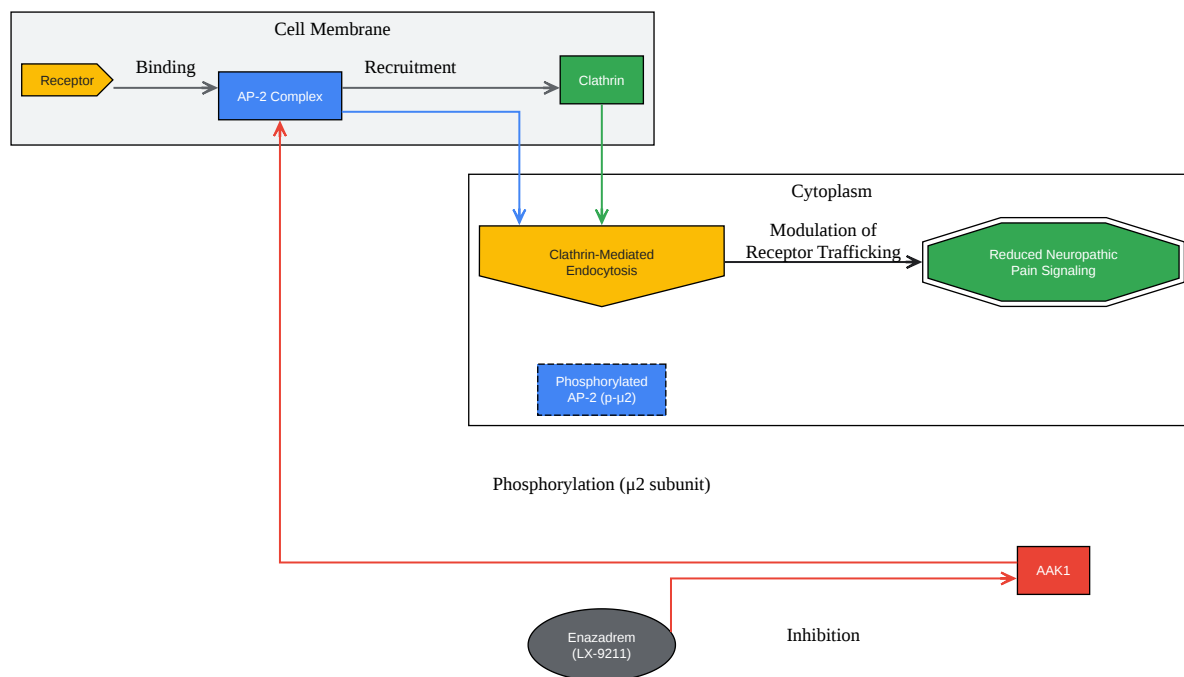 Cell Membrane
Receptor
Binding
AP-2 Complex
Recruitment
Clathrin
Cytoplasm
Clathrin-Mediated
Endocytosis
Modulation of
Receptor Trafficking
Reduced Neuropathic
Pain Signaling
Phosphorylated
AP-2 (p-μ2)
Phosphorylation (μ2 subunit)
AAK1
Enazadrem
(LX-9211)
Inhibition